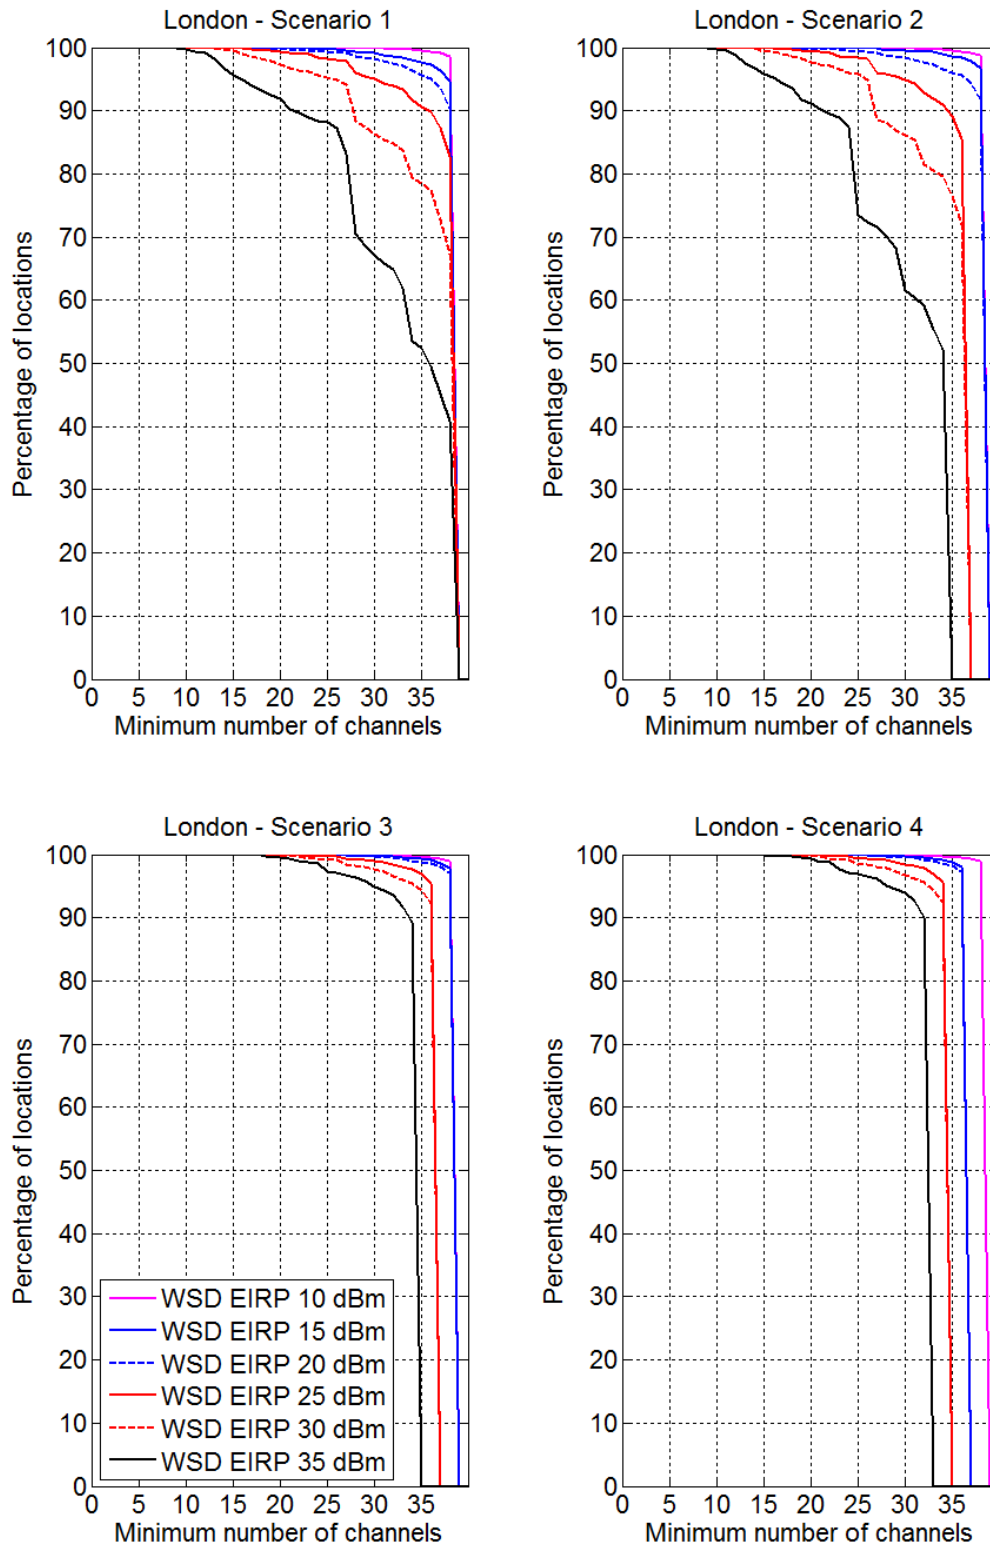 London - Scenario 1
100
90
80
70
60
50
40
30
20
10
0
Percentage of locations
0 5 10 15 20 25 30 35
Minimum number of channels
London - Scenario 2
100
90
80
70
60
50
40
30
20
10
0
Percentage of locations
0 5 10 15 20 25 30 35
Minimum number of channels
London - Scenario 3
100
90
80
70
60
50
40
30
20
10
0
Percentage of locations
WSD EIRP 10 dBm
WSD EIRP 15 dBm
WSD EIRP 20 dBm
WSD EIRP 25 dBm
WSD EIRP 30 dBm
WSD EIRP 35 dBm
0 5 10 15 20 25 30 35
Minimum number of channels
London - Scenario 4
100
90
80
70
60
50
40
30
20
10
0
Percentage of locations
0 5 10 15 20 25 30 35
Minimum number of channels